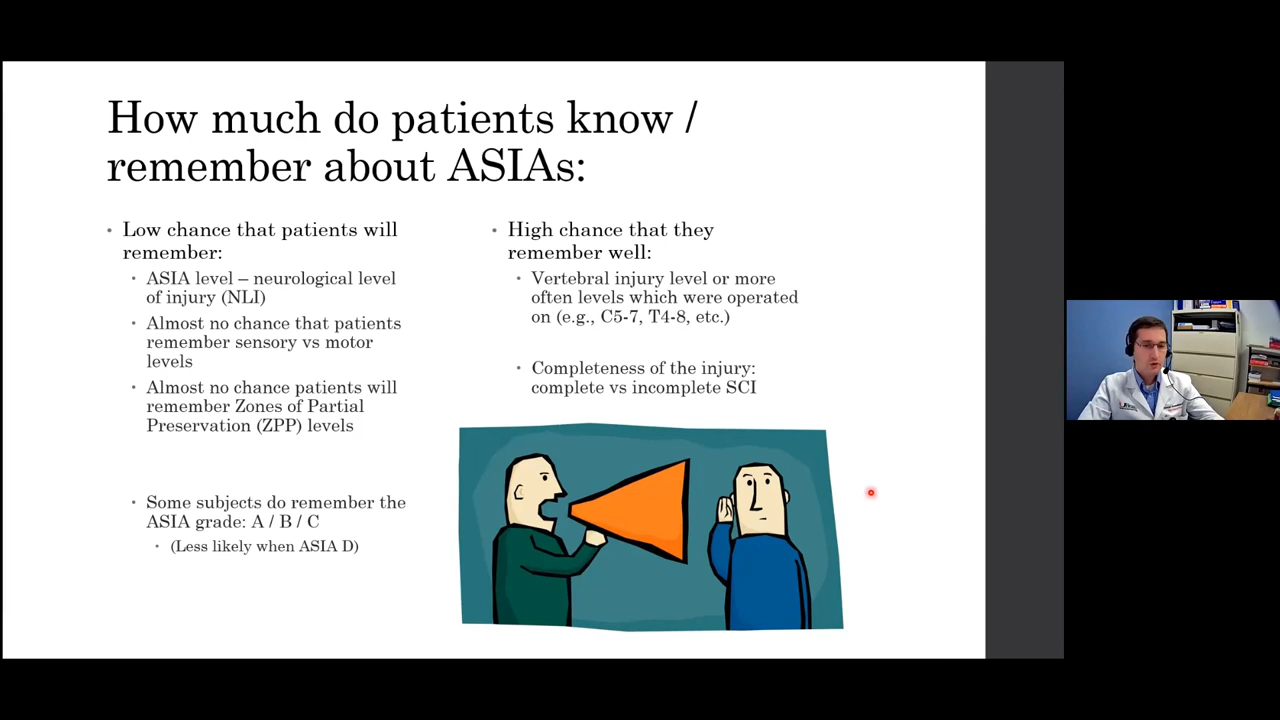 How much do patients know /
remember about ASIAs:
• Low chance that patients will
remember:
• ASIA level – neurological level
of injury (NLI)
• Almost no chance that patients
remember sensory vs motor
levels
• Almost no chance patients will
remember Zones of Partial
Preservation (ZPP) levels
• Some subjects do remember the
ASIA grade: A / B / C
• (Less likely when ASIA D)
• High chance that they
remember well:
• Vertebral injury level or more
often levels which were operated
on (e.g., C5-7, T4-8, etc.)
• Completeness of the injury:
complete vs incomplete SCI